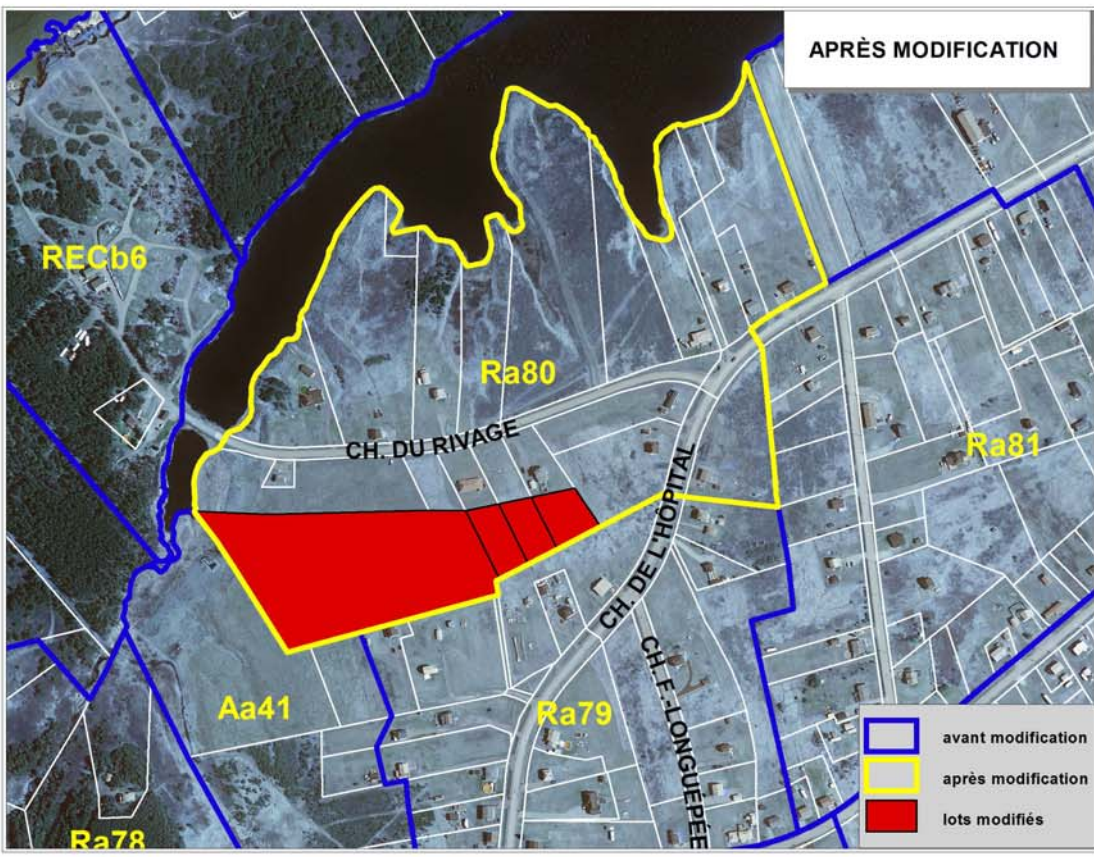 APRÈS MODIFICATION
RECb6
Ra80
CH. DU RIVAGE
CH. DE L'HÔPITAL
Ra81
Aa41
Ra79
CH. F-LONGUÉPÉE
Ra78
avant modification
après modification
lots modifiés